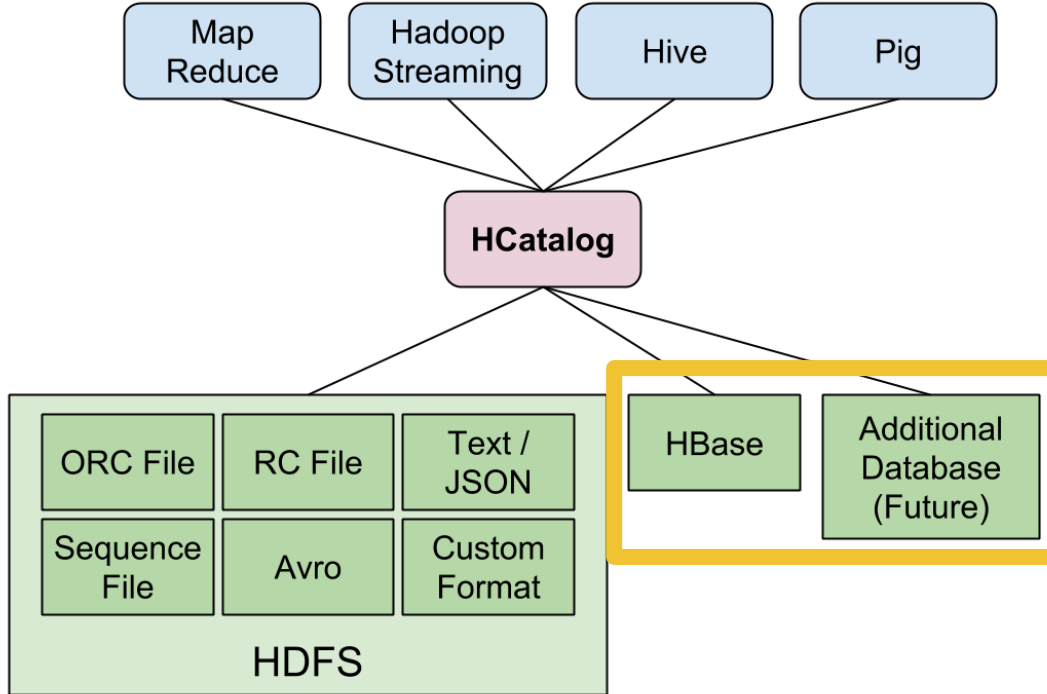 Map
Reduce
Hadoop
Streaming
Hive
Pig
HCatalog
ORC File
RC File
Text /
JSON
Sequence
File
Avro
Custom
Format
HDFS
HBase
Additional
Database
(Future)